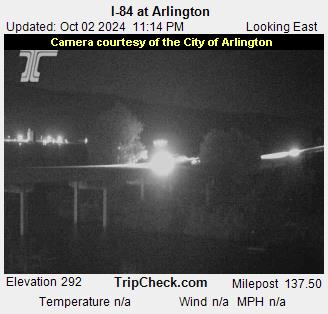 I-84 at Arlington
Updated: Oct 02 2024 11:14 PM Looking East
Camera courtesy of the City of Arlington
Elevation 292 TripCheck.com Milepost 137.50
Temperature n/a Wind n/a MPH n/a